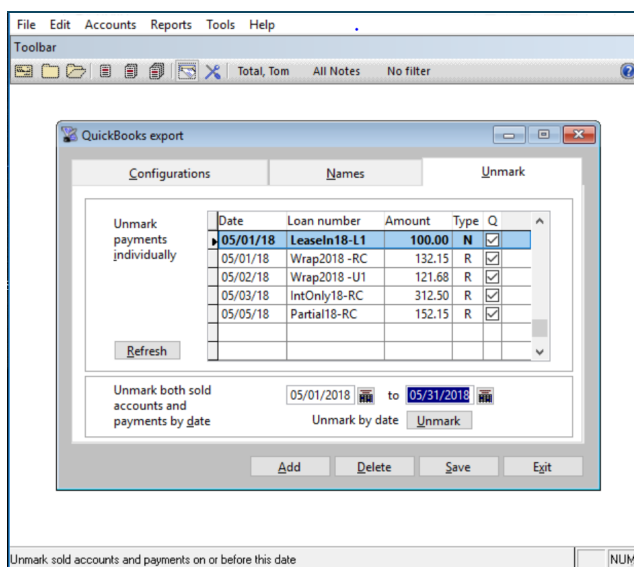 File Edit Accounts Reports Tools Help
Toolbar
Total, Tom All Notes No filter
QuickBooks export
Configurations Names Unmark
Unmark payments individually
Date Loan number Amount Type Q
05/01/18 LeaseIn18-L1 100.00 N
05/01/18 Wrap2018 -RC 132.15 R
05/02/18 Wrap2018 -U1 121.68 R
05/03/18 IntOnly18-RC 312.50 R
05/05/18 Partial18-RC 152.15 R
Refresh
Unmark both sold
accounts and
payments by date
05/01/2018 to 05/31/2018
Unmark by date Unmark
Add Delete Save Exit
Unmark sold accounts and payments on or before this date
NUM